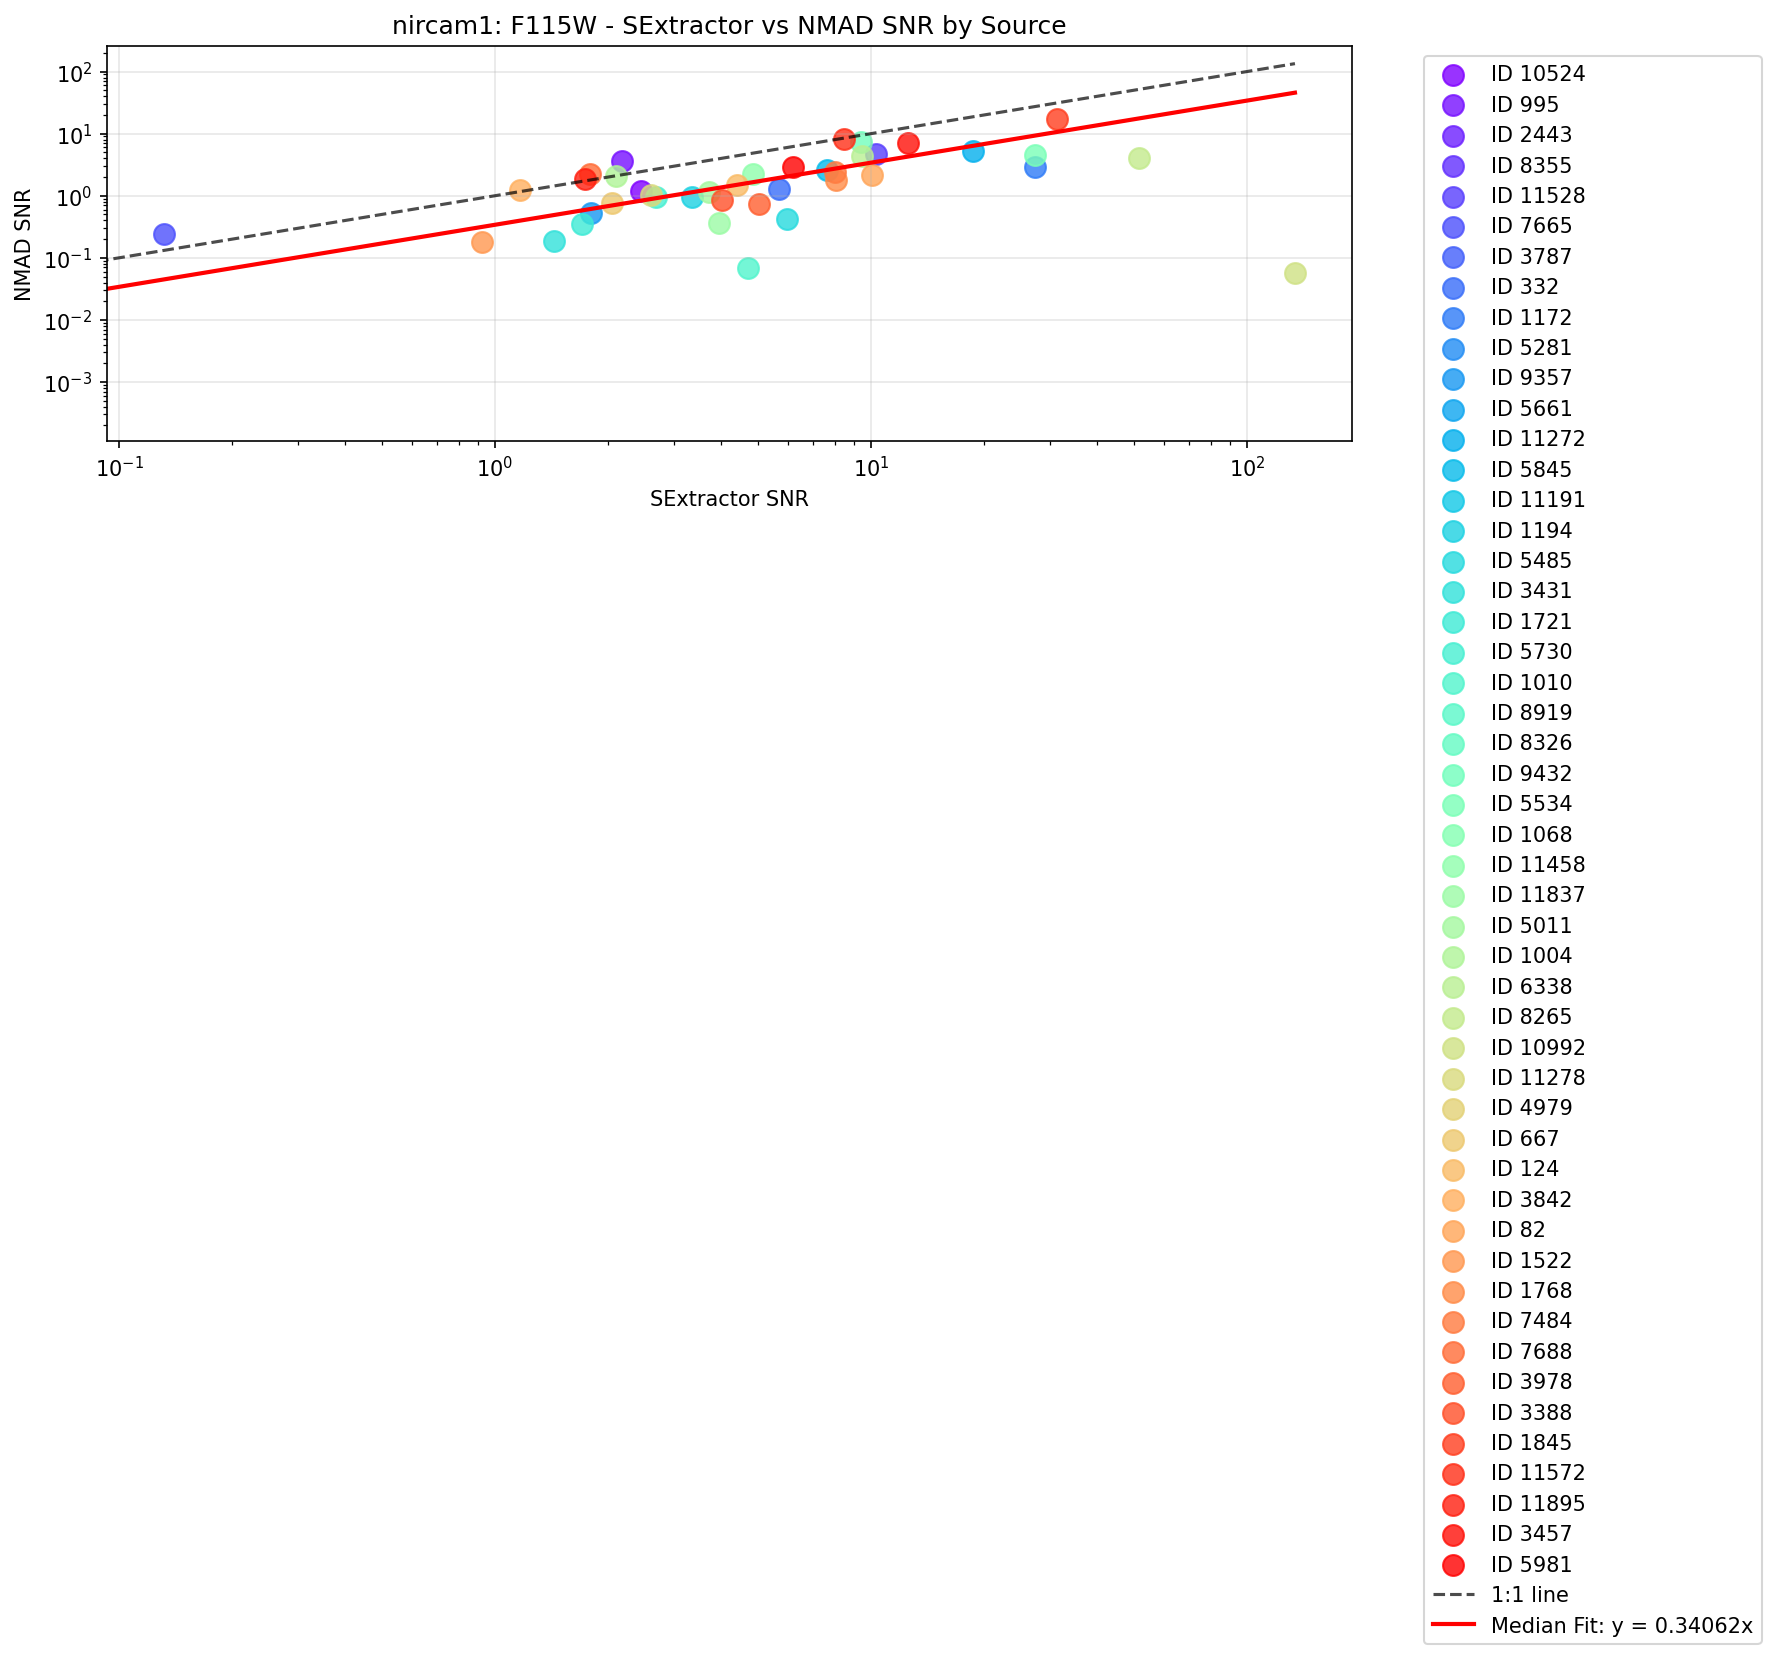 nircam1: F115W - SExtractor vs NMAD SNR by Source
NMAD SNR
10²
10¹
10⁰
10⁻¹
10⁻²
10⁻³
10⁻¹
10⁰
10¹
10²
SExtractor SNR
ID 10524
ID 995
ID 2443
ID 8355
ID 11528
ID 7665
ID 3787
ID 332
ID 1172
ID 5281
ID 9357
ID 5661
ID 11272
ID 5845
ID 11191
ID 1194
ID 5485
ID 3431
ID 1721
ID 5730
ID 1010
ID 8919
ID 8326
ID 9432
ID 5534
ID 1068
ID 11458
ID 11837
ID 5011
ID 1004
ID 6338
ID 8265
ID 10992
ID 11278
ID 4979
ID 667
ID 124
ID 3842
ID 82
ID 1522
ID 1768
ID 7484
ID 7688
ID 3978
ID 3388
ID 1845
ID 11572
ID 11895
ID 3457
ID 5981
1:1 line
Median Fit: y = 0.34062x